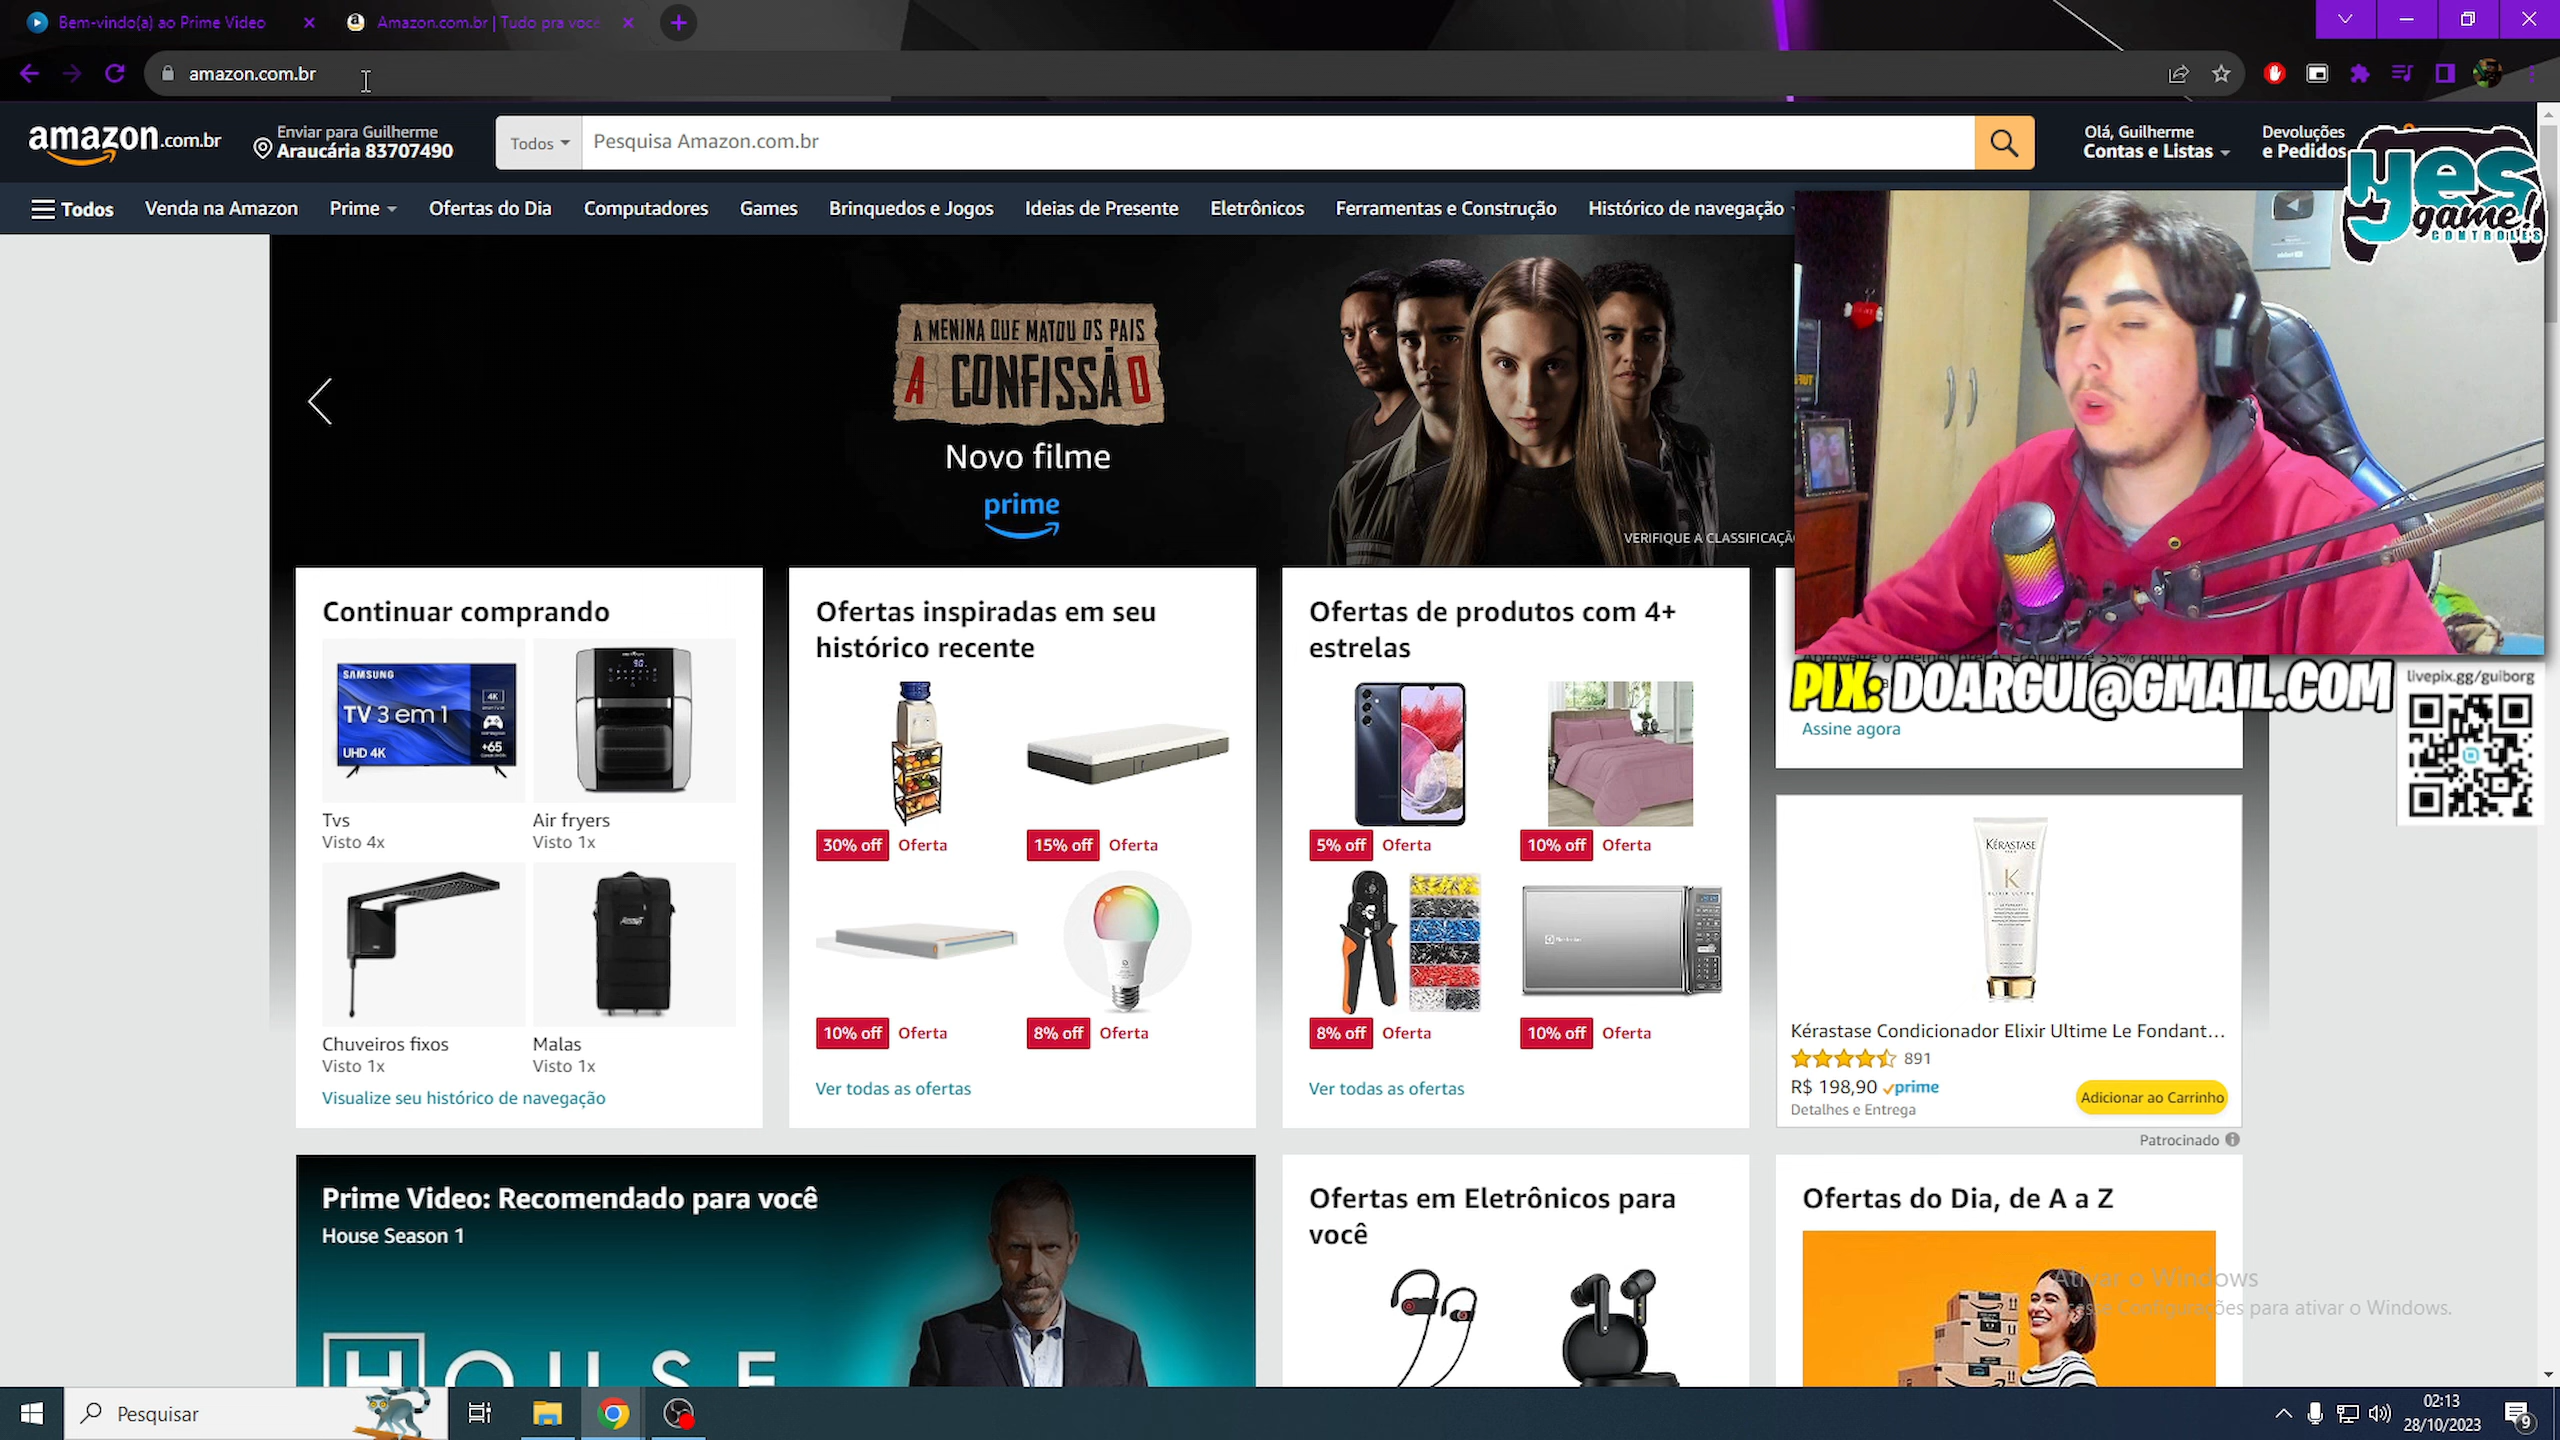 Bem-vindo(a) ao Prime Video
Amazon.com.br | Tudo pra você
amazon.com.br
amazon.com.br
Enviar para Guilherme
Araucária 83707490
Todos
Pesquisa Amazon.com.br
Olá, Guilherme
Contas e Listas
Devoluções
e Pedidos
yes
game!
CONTROLES
Todos
Venda na Amazon
Prime
Ofertas do Dia
Computadores
Games
Brinquedos e Jogos
Ideias de Presente
Eletrônicos
Ferramentas e Construção
Histórico de navegação
A MENINA QUE MATOU OS PAIS
A CONFISSÃO
Novo filme
prime
VERIFIQUE A CLASSIFICAÇÃ
Continuar comprando
SAMSUNG
TV 3 em 1
UHD 4K
4K
+65
Tvs
Visto 4x
Air fryers
Visto 1x
Chuveiros fixos
Visto 1x
Malas
Visto 1x
Visualize seu histórico de navegação
Ofertas inspiradas em seu
histórico recente
30% off Oferta
15% off Oferta
10% off Oferta
8% off Oferta
Ver todas as ofertas
Ofertas de produtos com 4+
estrelas
5% off Oferta
10% off Oferta
8% off Oferta
10% off Oferta
Ver todas as ofertas
PIX: DOARGUI@GMAIL.COM
livepix.gg/guiborg
Assine agora
KÉRASTASE
K
Kérastase Condicionador Elixir Ultime Le Fondant...
891
R$ 198,90 prime
Detalhes e Entrega
Adicionar ao Carrinho
Patrocinado
Prime Video: Recomendado para você
House Season 1
HOUSE
Ofertas em Eletrônicos para
você
Ofertas do Dia, de A a Z
Ativar o Windows
Acesse Configurações para ativar o Windows.
Pesquisar
02:13
28/10/2023
9